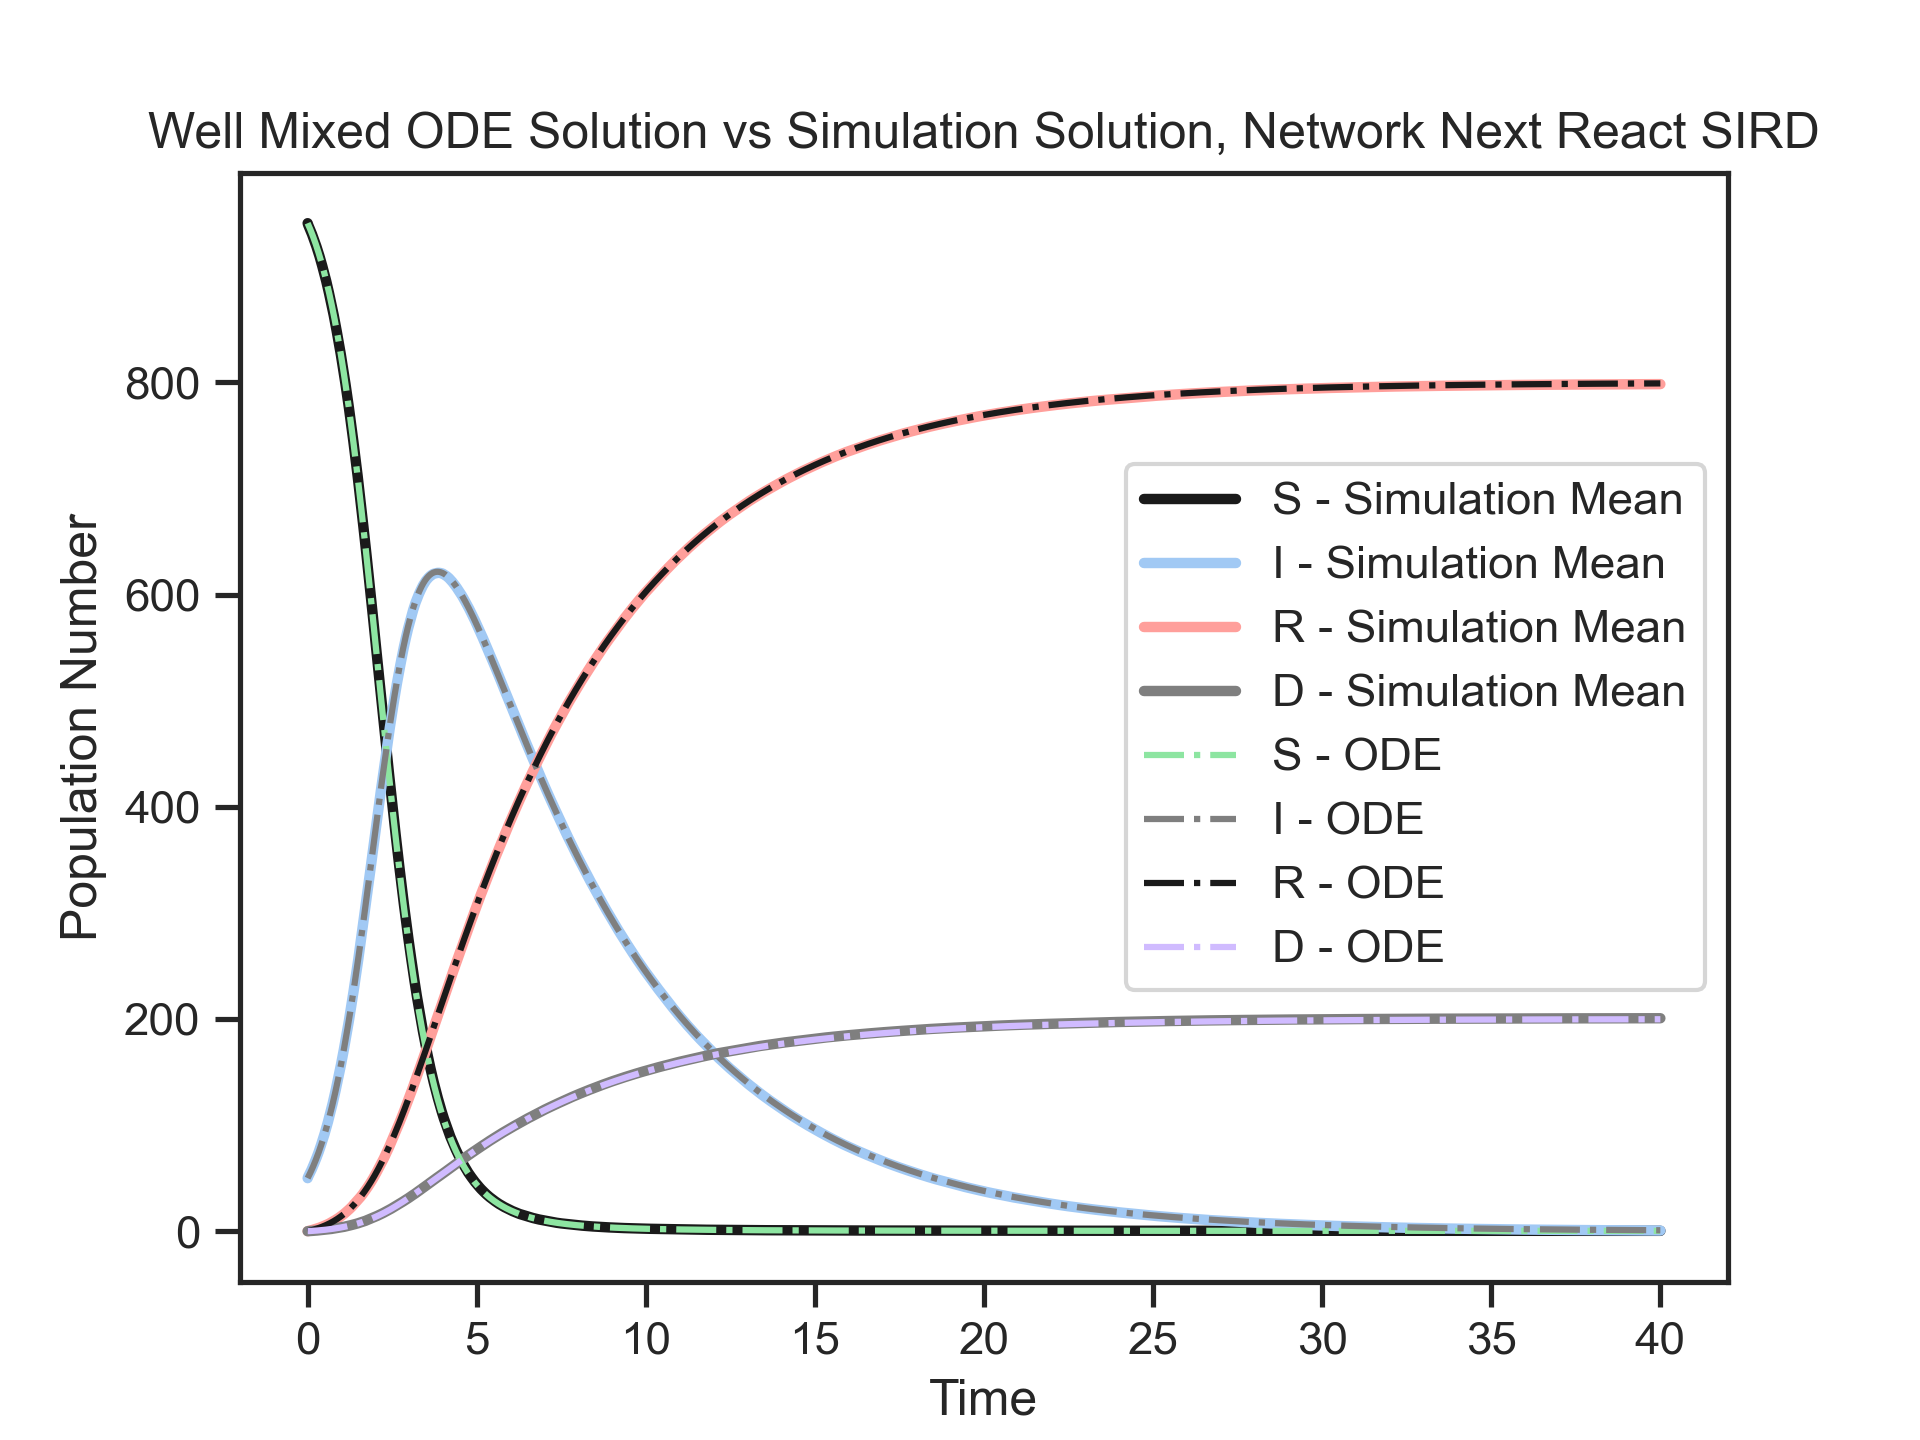 Well Mixed ODE Solution vs Simulation Solution, Network Next React SIRD
Population Number
800
600
400
200
0
S - Simulation Mean
I - Simulation Mean
R - Simulation Mean
D - Simulation Mean
S - ODE
I - ODE
R - ODE
D - ODE
0 5 10 15 20 25 30 35 40
Time